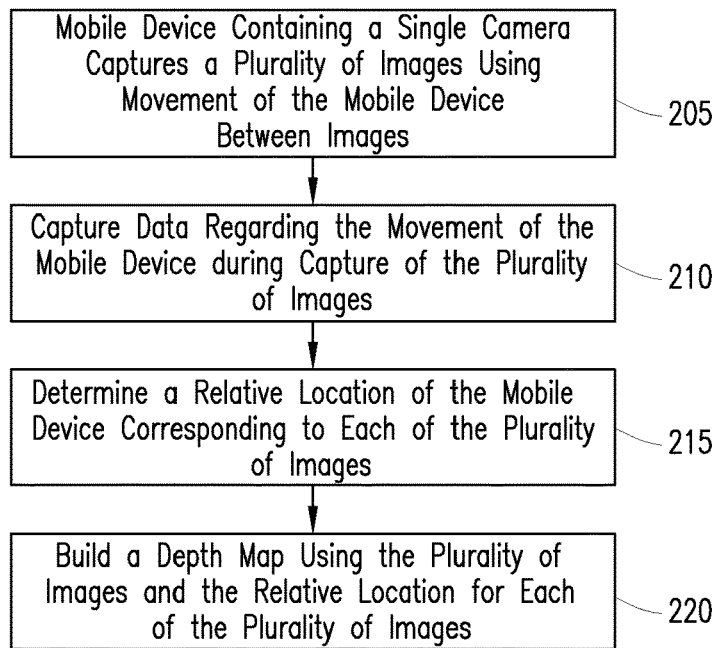 Mobile Device Containing a Single Camera
Captures a Plurality of Images Using
Movement of the Mobile Device
Between Images
205
Capture Data Regarding the Movement of the
Mobile Device during Capture of the Plurality
of Images
210
Determine a Relative Location of the Mobile
Device Corresponding to Each of the Plurality
of Images
215
Build a Depth Map Using the Plurality of
Images and the Relative Location for Each
of the Plurality of Images
220